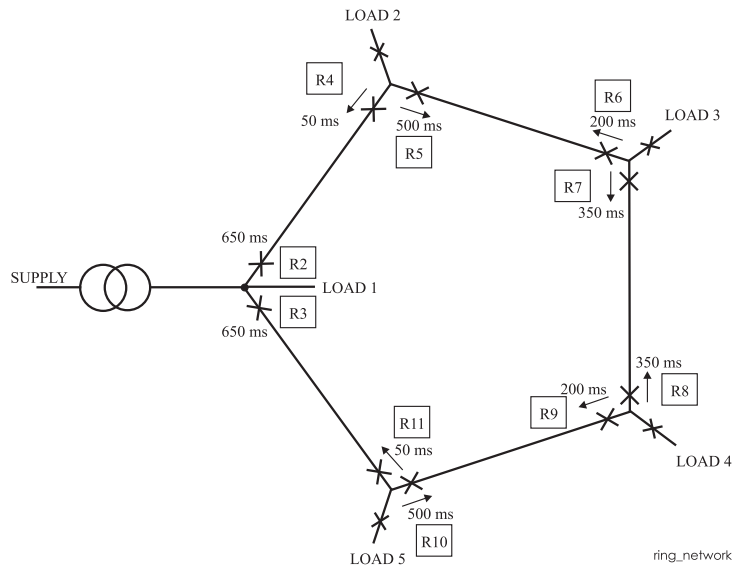 LOAD 2
R4
50 ms
500 ms
R5
R6
200 ms
LOAD 3
R7
350 ms
650 ms
R2
SUPPLY
LOAD 1
R3
650 ms
350 ms
R8
200 ms
R9
R11
50 ms
LOAD 4
500 ms
R10
LOAD 5
ring_network